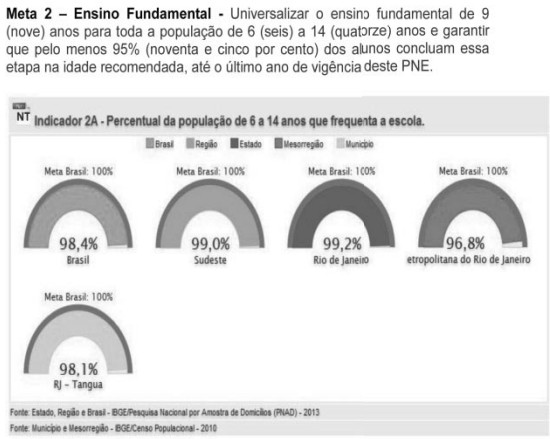 Meta 2 – Ensino Fundamental - Universalizar o ensino fundamental de 9
(nove) anos para toda a população de 6 (seis) a 14 (quatorze) anos e garantir
que pelo menos 95% (noventa e cinco por cento) dos alunos concluam essa
etapa na idade recomendada, até o último ano de vigência deste PNE.
NT Indicador 2A - Percentual da população de 6 a 14 anos que frequenta a escola.
Brasil Região Estado Mesorregião Município
Meta Brasil: 100% Meta Brasil: 100% Meta Brasil: 100% Meta Brasil: 100%
98,4% 99,0% 99,2% 96,8%
Brasil Sudeste Rio de Janeiro etropolitana do Rio de Janeiro
Meta Brasil: 100%
98,1%
RJ - Tangua
Fonte: Estado, Região e Brasil - IBGE/Pesquisa Nacional por Amostra de Domicílios (PNAD) - 2013
Fonte: Município e Mesorregião - IBGE/Censo Populacional - 2010